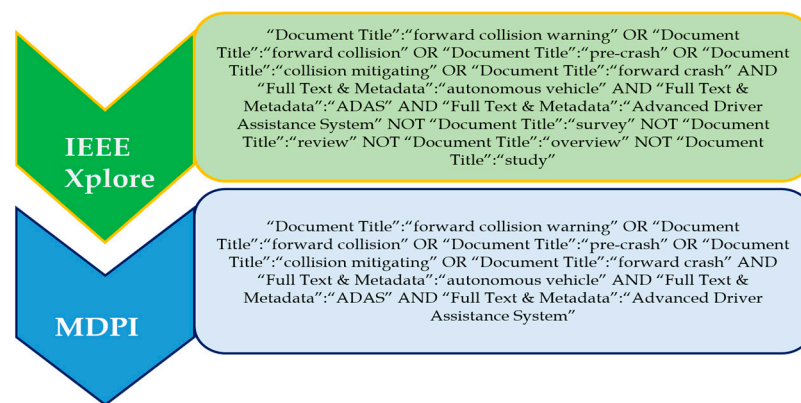 “Document Title”:“forward collision warning” OR “Document
Title”:“forward collision” OR “Document Title”:“pre-crash” OR “Document
Title”:“collision mitigating” OR “Document Title”:“forward crash” AND
“Full Text & Metadata”:“autonomous vehicle” AND “Full Text &
Metadata”:“ADAS” AND “Full Text & Metadata”:“Advanced Driver
Assistance System” NOT “Document Title”:“survey” NOT “Document
Title”:“review” NOT “Document Title”:“overview” NOT “Document
Title”:“study”
IEEE
Xplore
“Document Title”:“forward collision warning” OR “Document
Title”:“forward collision” OR “Document Title”:“pre-crash” OR “Document
Title”:“collision mitigating” OR “Document Title”:“forward crash” AND
“Full Text & Metadata”:“autonomous vehicle” AND “Full Text &
Metadata”:“ADAS” AND “Full Text & Metadata”:“Advanced Driver
Assistance System”
MDPI